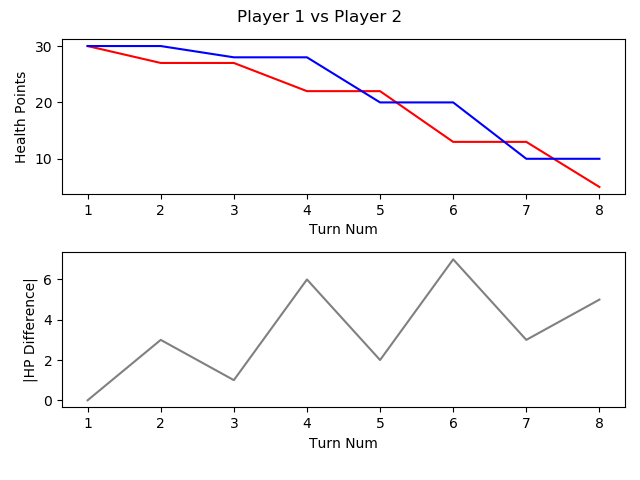 Player 1 vs Player 2
30
20
10
Health Points
1 2 3 4 5 6 7 8
Turn Num
6
4
2
0
|HP Difference|
1 2 3 4 5 6 7 8
Turn Num